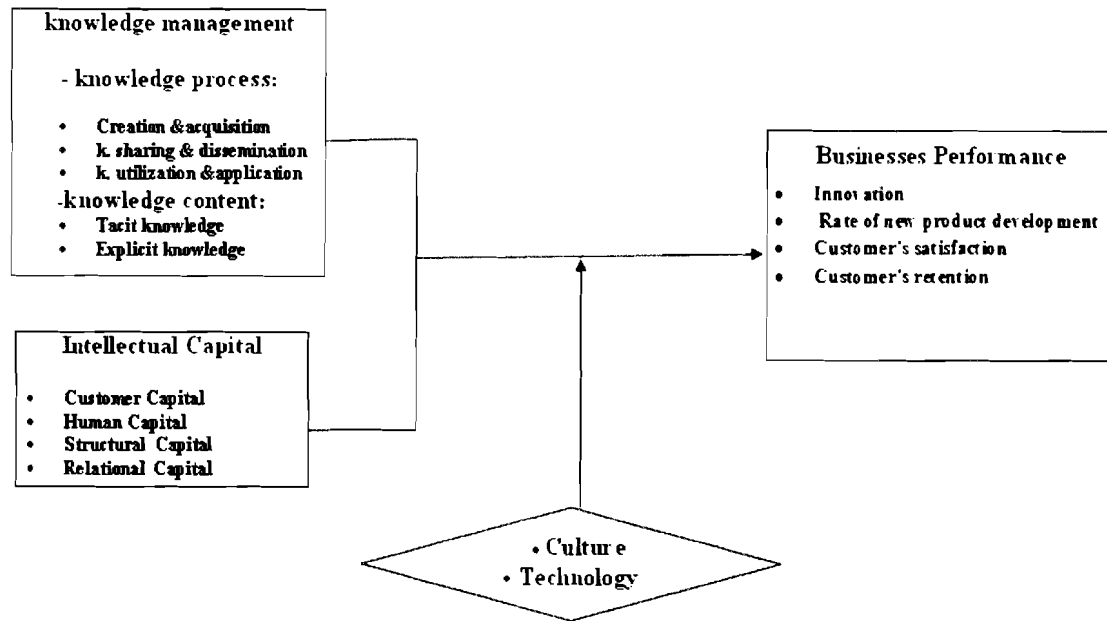 knowledge management
- knowledge process:
• Creation &acquisition
• k. sharing & dissemination
• k. utilization &application
-knowledge content:
• Tacit knowledge
• Explicit knowledge
Intellectual Capital
• Customer Capital
• Human Capital
• Structural Capital
• Relational Capital
Businesses Performance
• Innovation
• Rate of new product development
• Customer's satisfaction
• Customer's retention
• Culture
• Technology